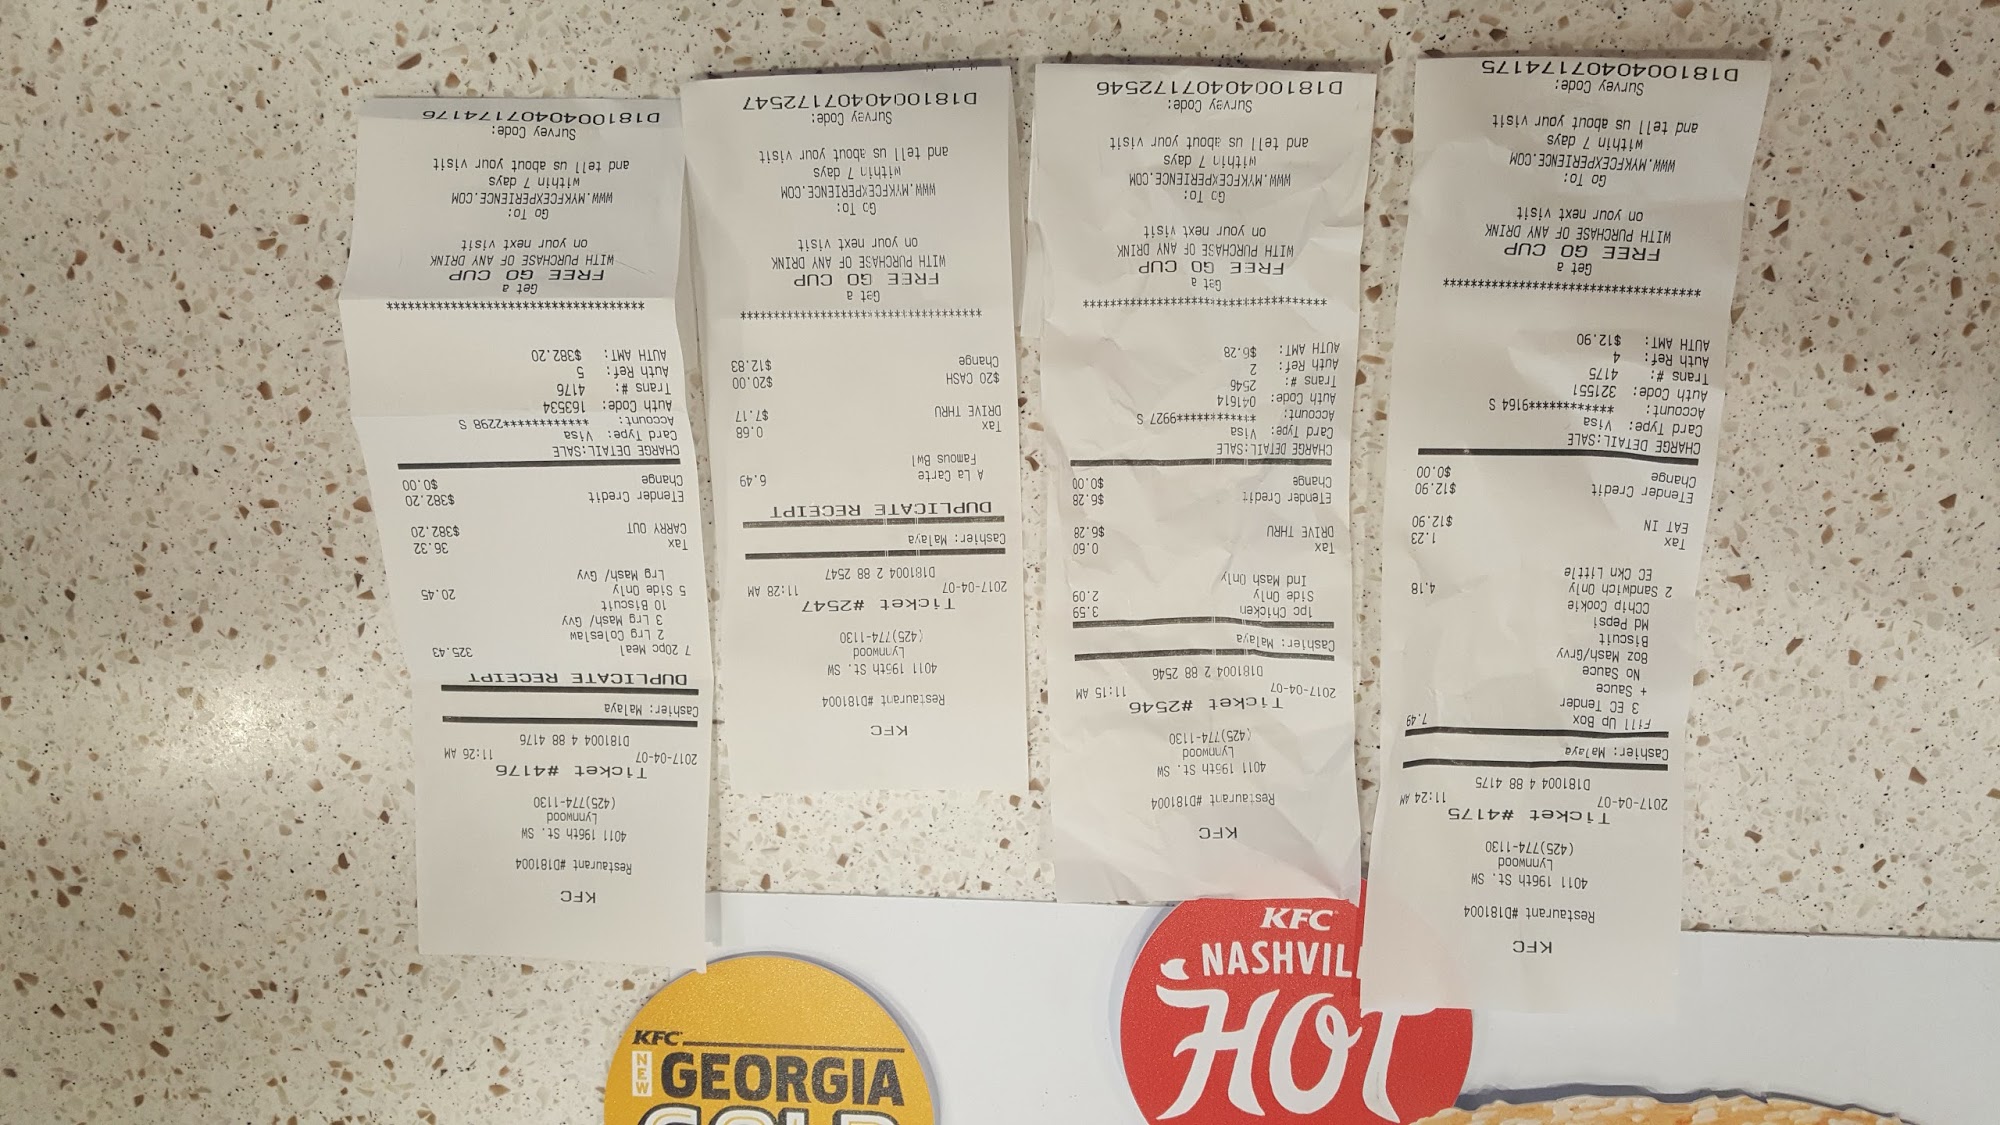 KFC
Restaurant #D181004
4011 196th St. SW
Lynnwood
(425)774-1130
Ticket #4176
2017-04-07 11:26 AM
D181004 4 88 4176
Cashier: Malaya
DUPLICATE RECEIPT
7 20pc Meal 325.43
2 Lrg Coleslaw
3 Lrg Mash/ Gvy
10 Biscuit
5 Side Only 20.45
Lrg Mash/ Gvy
Tax 36.32
CARRY OUT $382.20
ETender Credit $382.20
Change $0.00
CHARGE DETAIL:SALE
Card Type: Visa
Account: ************2298 S
Auth Code: 163534
Trans #: 4176
Auth Ref: 5
AUTH AMT: $382.20
****************************************
Get a
FREE GO CUP
WITH PURCHASE OF ANY DRINK
on your next visit
Go To:
WWW.MYKFCEXPERIENCE.COM
within 7 days
and tell us about your visit
Survey Code:
D1810040407174176
KFC
Restaurant #D181004
4011 196th St. SW
Lynnwood
(425)774-1130
Ticket #2547
2017-04-07 11:28 AM
D181004 2 88 2547
Cashier: Malaya
DUPLICATE RECEIPT
A La Carte 6.49
Famous Bwl
Tax 0.68
DRIVE THRU $7.17
$20 CASH $20.00
Change $12.83
****************************************
Get a
FREE GO CUP
WITH PURCHASE OF ANY DRINK
on your next visit
Go To:
WWW.MYKFCEXPERIENCE.COM
within 7 days
and tell us about your visit
Survey Code:
D1810040407172547
KFC
Restaurant #D181004
4011 196th St. SW
Lynnwood
(425)774-1130
Ticket #2546
2017-04-07 11:15 AM
D181004 2 88 2546
Cashier: Malaya
1pc Chicken 3.59
Side Only 2.09
Ind Mash Only
Tax 0.60
DRIVE THRU $6.28
ETender Credit $6.28
Change $0.00
CHARGE DETAIL:SALE
Card Type: Visa
Account: ************9927 S
Auth Code: 041614
Trans #: 2546
Auth Ref: 2
AUTH AMT: $6.28
****************************************
Get a
FREE GO CUP
WITH PURCHASE OF ANY DRINK
on your next visit
Go To:
WWW.MYKFCEXPERIENCE.COM
within 7 days
and tell us about your visit
Survey Code:
D1810040407172546
KFC
Restaurant #D181004
4011 196th St. SW
Lynnwood
(425)774-1130
Ticket #4175
2017-04-07 11:24 AM
D181004 4 88 4175
Cashier: Malaya
Fill Up Box 7.49
3 EC Tender
+ Sauce
No Sauce
8oz Mash/Grvy
Biscuit
Md Pepsi
CChip Cookie
2 Sandwich Only 4.18
EC Ckn Little
Tax 1.23
EAT IN $12.90
ETender Credit $12.90
Change $0.00
CHARGE DETAIL:SALE
Card Type: Visa
Account: ************9164 S
Auth Code: 321551
Trans #: 4175
Auth Ref: 4
AUTH AMT: $12.90
****************************************
Get a
FREE GO CUP
WITH PURCHASE OF ANY DRINK
on your next visit
Go To:
WWW.MYKFCEXPERIENCE.COM
within 7 days
and tell us about your visit
Survey Code:
D1810040407174175
KFC
NEW
GEORGIA
GOLD
KFC
NASHVIL
HOT